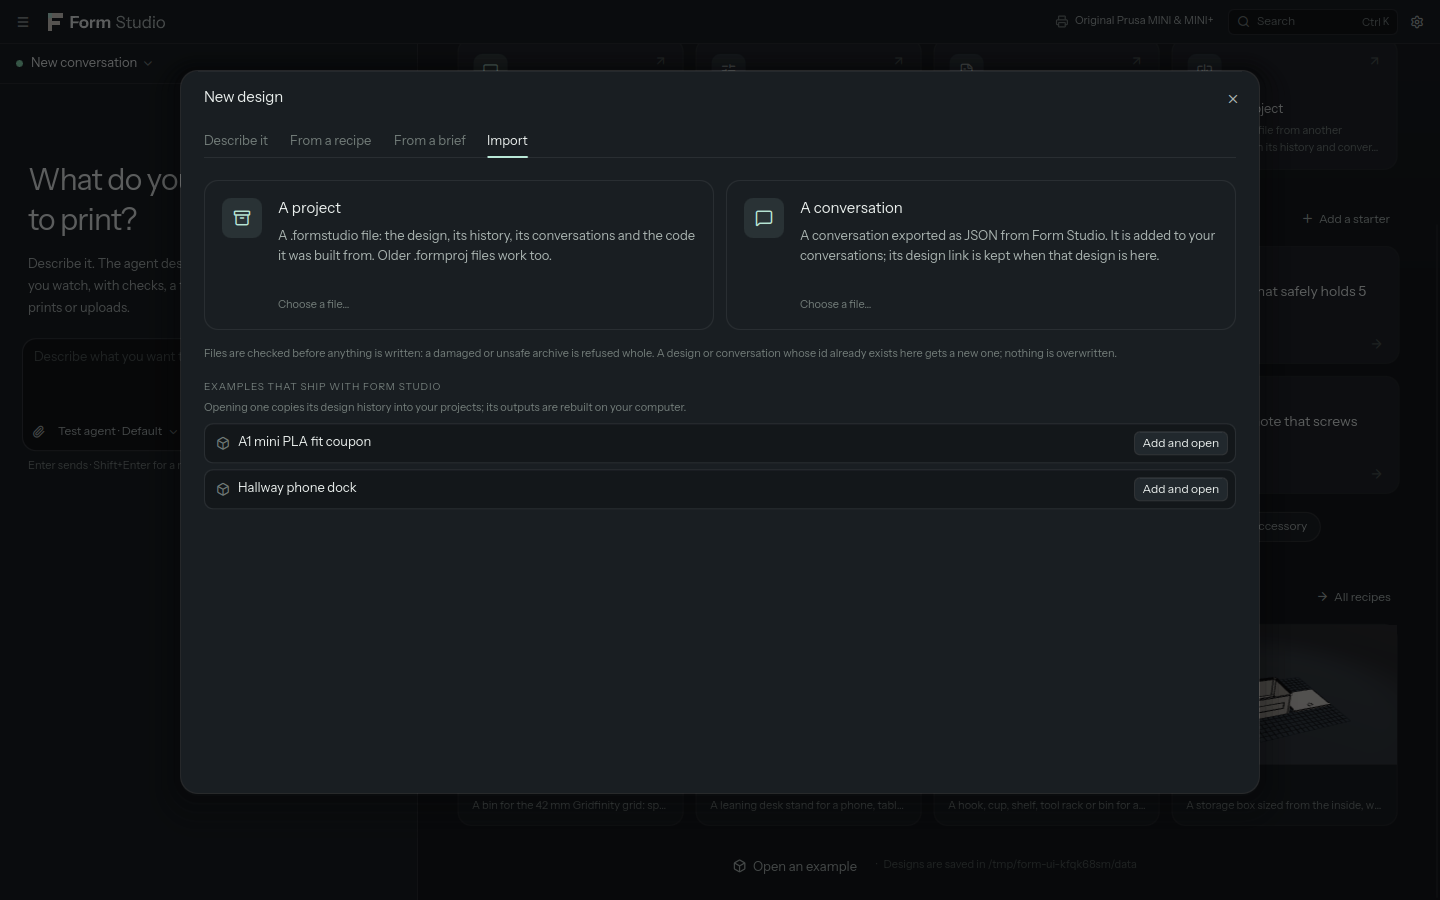 Form Studio
Original Prusa MINI & MINI+
Search
Ctrl K
New conversation
New design
Describe it
From a recipe
From a brief
Import
What do you
to print?
Describe it. The agent des
you watch, with checks, a
prints or uploads.
Describe what you want
Test agent · Default
Enter sends · Shift+Enter for a
A project
A .formstudio file: the design, its history, its conversations and the code
it was built from. Older .formproj files work too.
Choose a file...
A conversation
A conversation exported as JSON from Form Studio. It is added to your
conversations; its design link is kept when that design is here.
Choose a file...
Files are checked before anything is written: a damaged or unsafe archive is refused whole. A design or conversation whose id already exists here gets a new one; nothing is overwritten.
EXAMPLES THAT SHIP WITH FORM STUDIO
Opening one copies its design history into your projects; its outputs are rebuilt on your computer.
A1 mini PLA fit coupon
Add and open
Hallway phone dock
Add and open
file from another
its history and conver...
Add a starter
hat safely holds 5
ote that screws
ccessory
All recipes
A bin for the 42 mm Gridfinity grid: sp...
A leaning desk stand for a phone, tabl...
A hook, cup, shelf, tool rack or bin for a...
A storage box sized from the inside, w...
Open an example
· Designs are saved in /tmp/form-ui-kfqk68sm/data